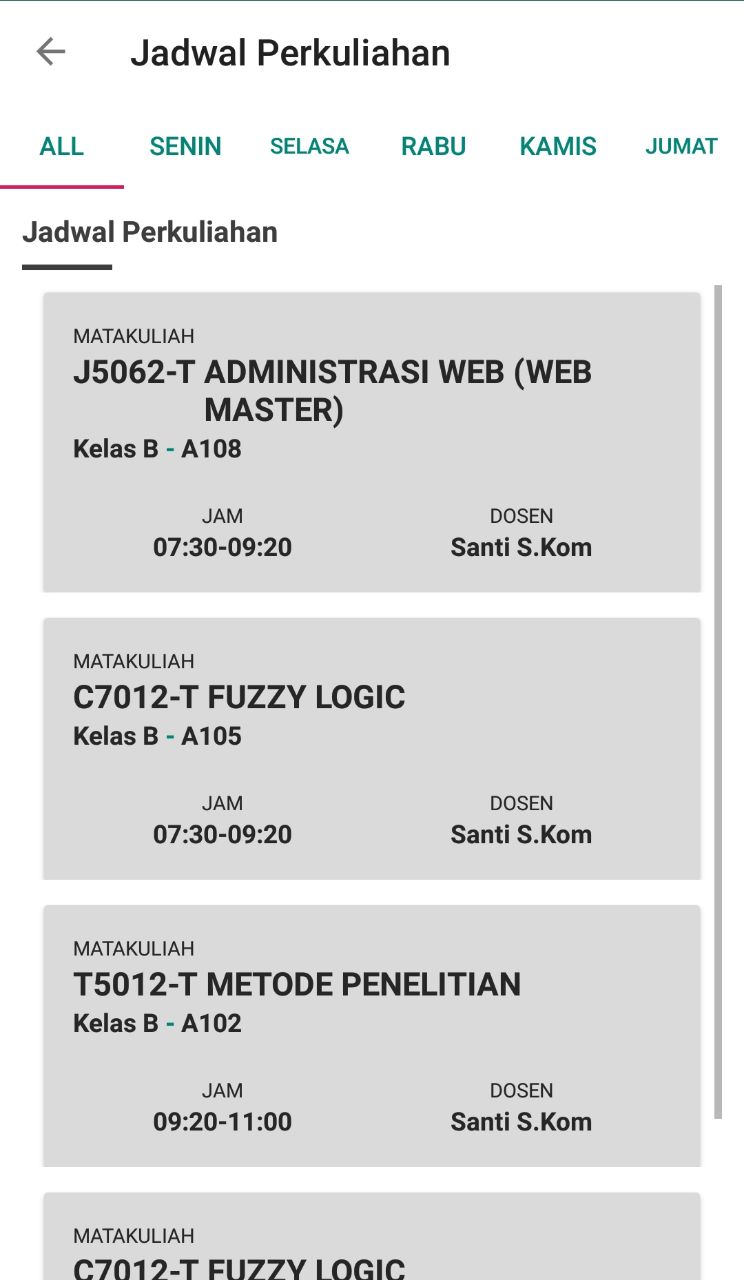 Jadwal Perkuliahan
ALL SENIN SELASA RABU KAMIS JUMAT
Jadwal Perkuliahan
MATAKULIAH
J5062-T ADMINISTRASI WEB (WEB
MASTER)
Kelas B - A108
JAM DOSEN
07:30-09:20 Santi S.Kom
MATAKULIAH
C7012-T FUZZY LOGIC
Kelas B - A105
JAM DOSEN
07:30-09:20 Santi S.Kom
MATAKULIAH
T5012-T METODE PENELITIAN
Kelas B - A102
JAM DOSEN
09:20-11:00 Santi S.Kom
MATAKULIAH
C7012-T FUZZY LOGIC